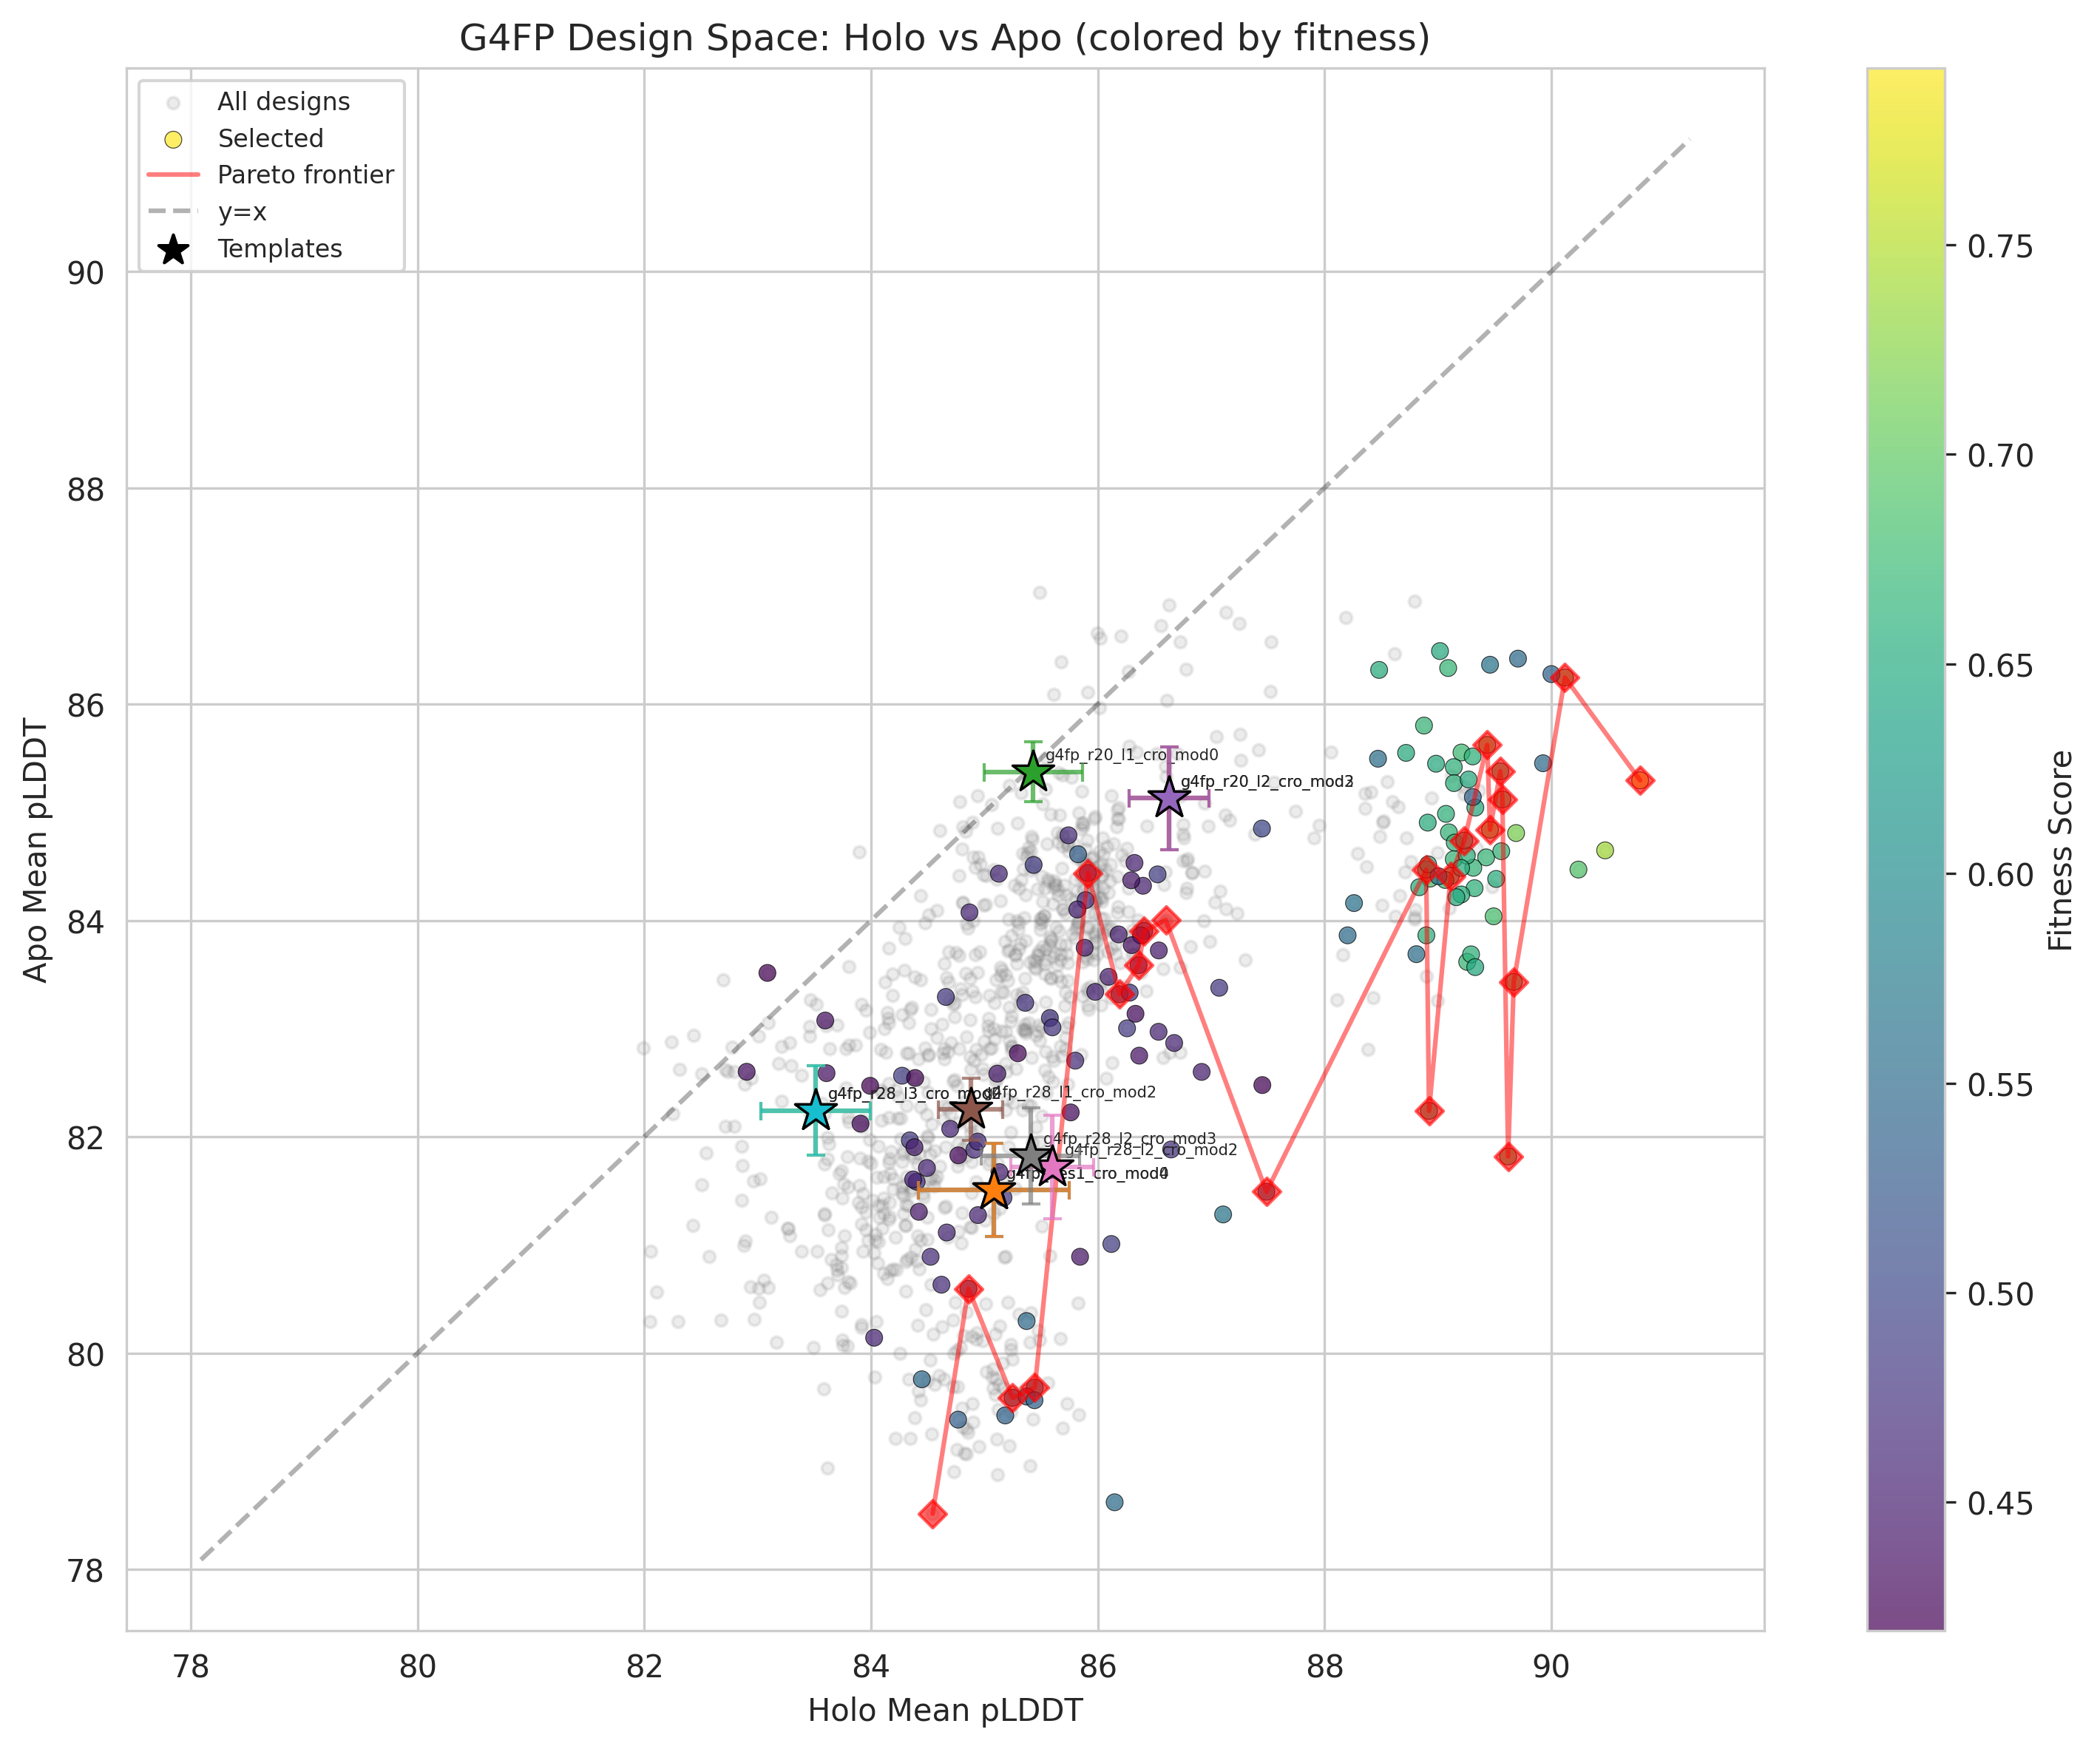 G4FP Design Space: Holo vs Apo (colored by fitness)
All designs
Selected
Pareto frontier
y=x
Templates
90
88
86
84
82
80
78
Apo Mean pLDDT
g4fp_r20_l1_cro_mod0
g4fp_r20_l2_cro_mod
g4fp_r28_l3_cro_mod
g4fp_r28_l1_cro_mod2
g4fp_r28_l2_cro_mod3
g4fp_r28_l2_cro_mod2
78
80
82
84
86
88
90
Holo Mean pLDDT
0.75
0.70
0.65
0.60
0.55
0.50
0.45
Fitness Score